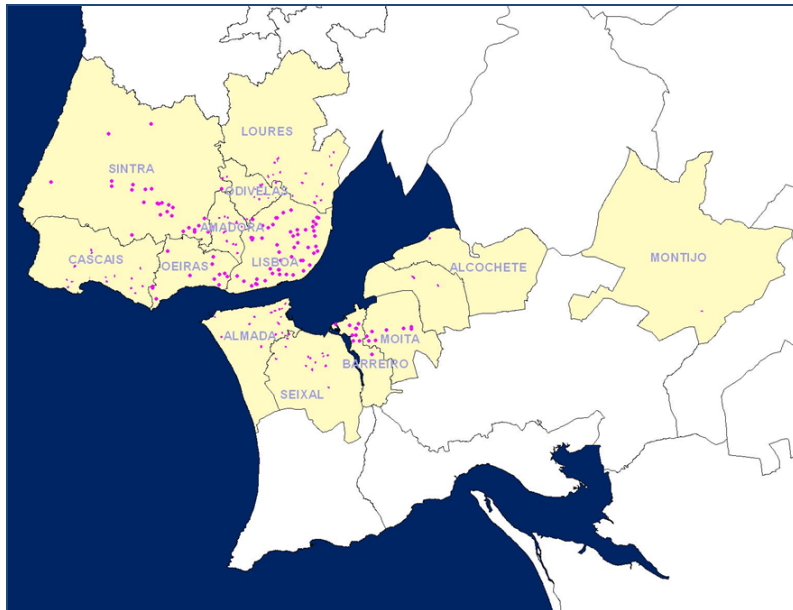 LOURES
SINTRA
ODIVELAS
AMADORA
CASCAIS
OEIRAS
LISBOA
ALCOCHETE
MONTIJO
ALMADA
MOITA
BARREIRO
SEIXAL